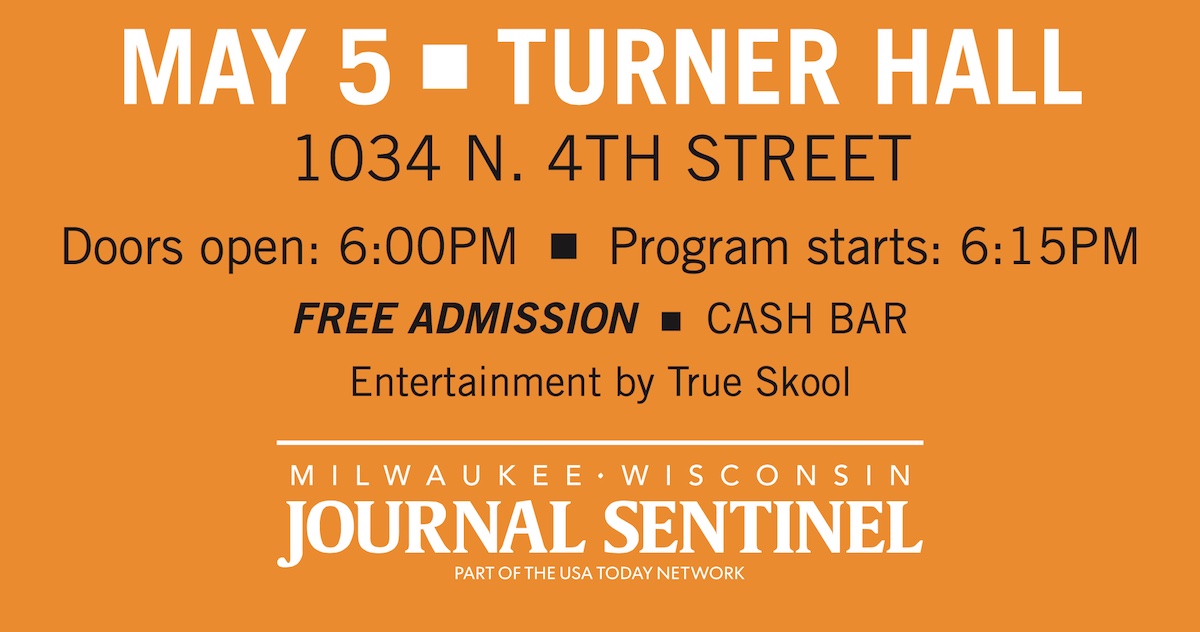 MAY 5 ■ TURNER HALL
1034 N. 4TH STREET
Doors open: 6:00PM ■ Program starts: 6:15PM
FREE ADMISSION ■ CASH BAR
Entertainment by True Skool
MILWAUKEE · WISCONSIN
JOURNAL SENTINEL
PART OF THE USA TODAY NETWORK